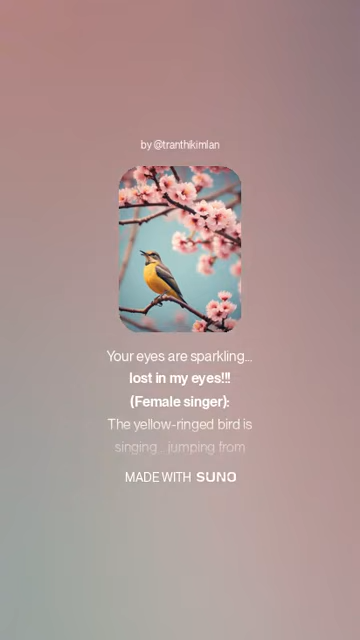 by @tranthikimlan
Your eyes are sparkling...
lost in my eyes!!!
(Female singer):
The yellow-ringed bird is
singing... jumping from
MADE WITH SUNO